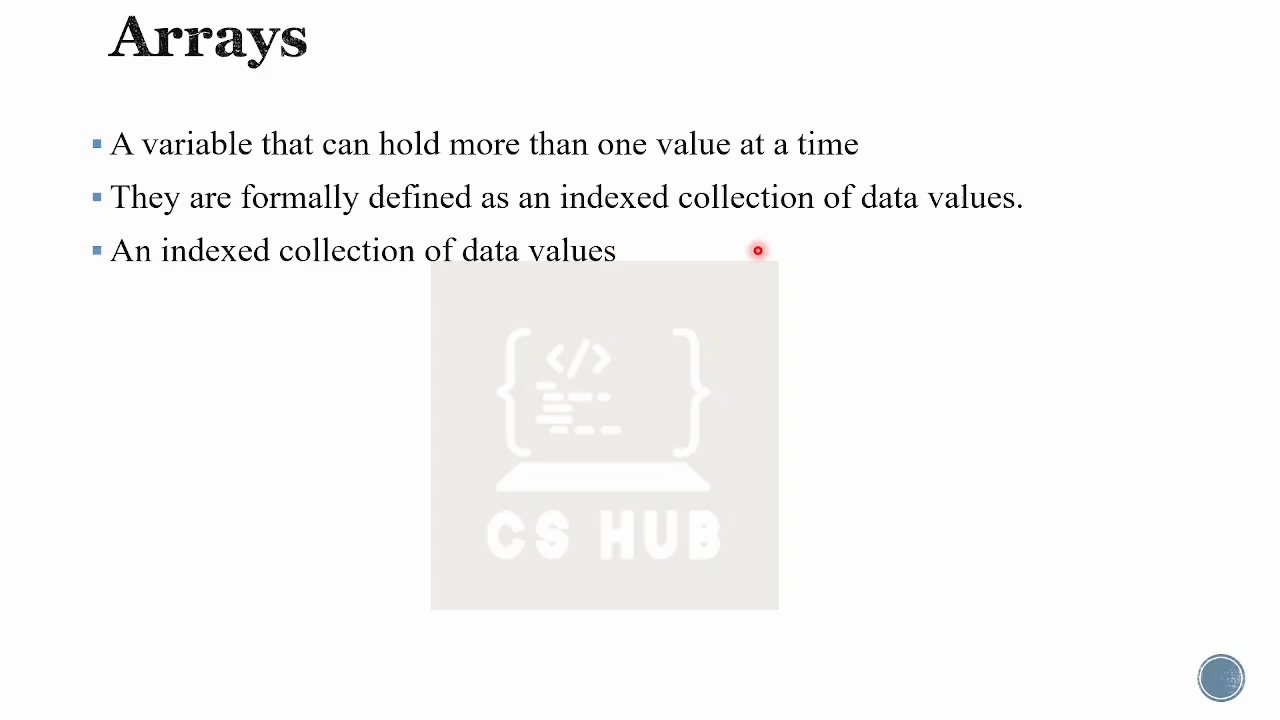 Arrays
A variable that can hold more than one value at a time
They are formally defined as an indexed collection of data values.
An indexed collection of data values
</>
CS HUB